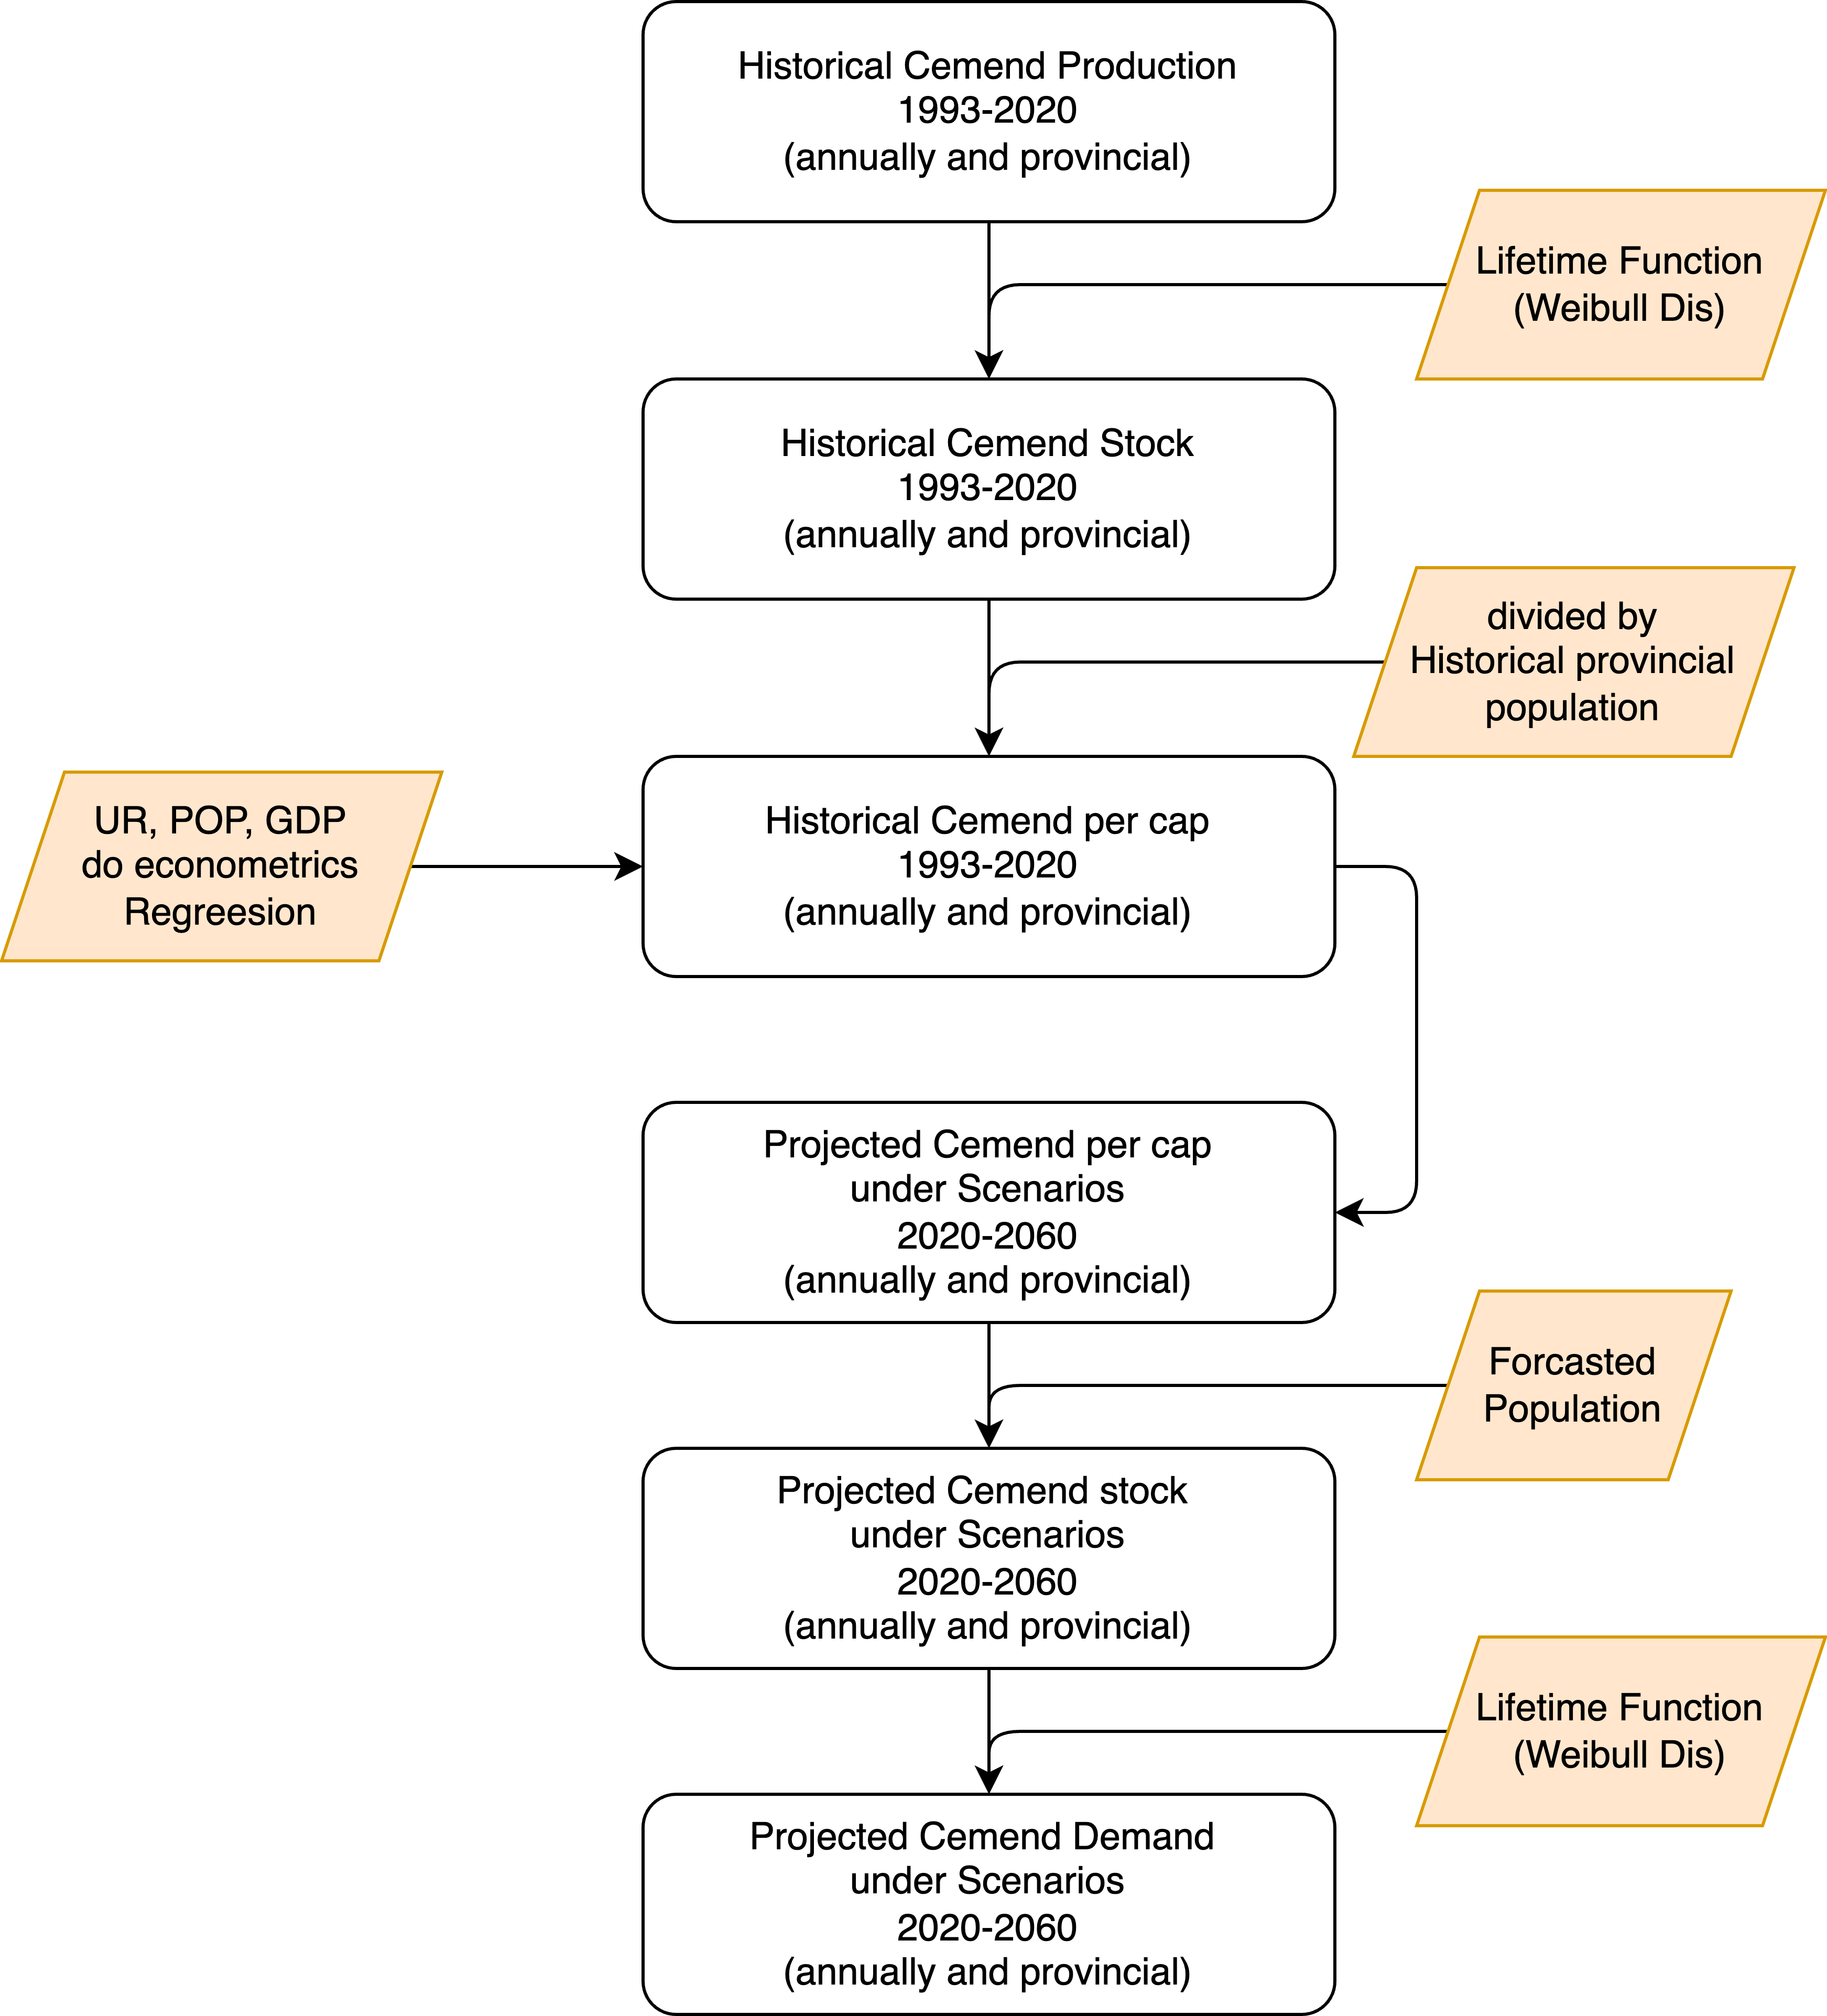 Historical Cemend Production
1993-2020
(annually and provincial)
Lifetime Function
(Weibull Dis)
Historical Cemend Stock
1993-2020
(annually and provincial)
divided by
Historical provincial
population
UR, POP, GDP
do econometrics
Regreesion
Historical Cemend per cap
1993-2020
(annually and provincial)
Projected Cemend per cap
under Scenarios
2020-2060
(annually and provincial)
Forcasted
Population
Projected Cemend stock
under Scenarios
2020-2060
(annually and provincial)
Lifetime Function
(Weibull Dis)
Projected Cemend Demand
under Scenarios
2020-2060
(annually and provincial)